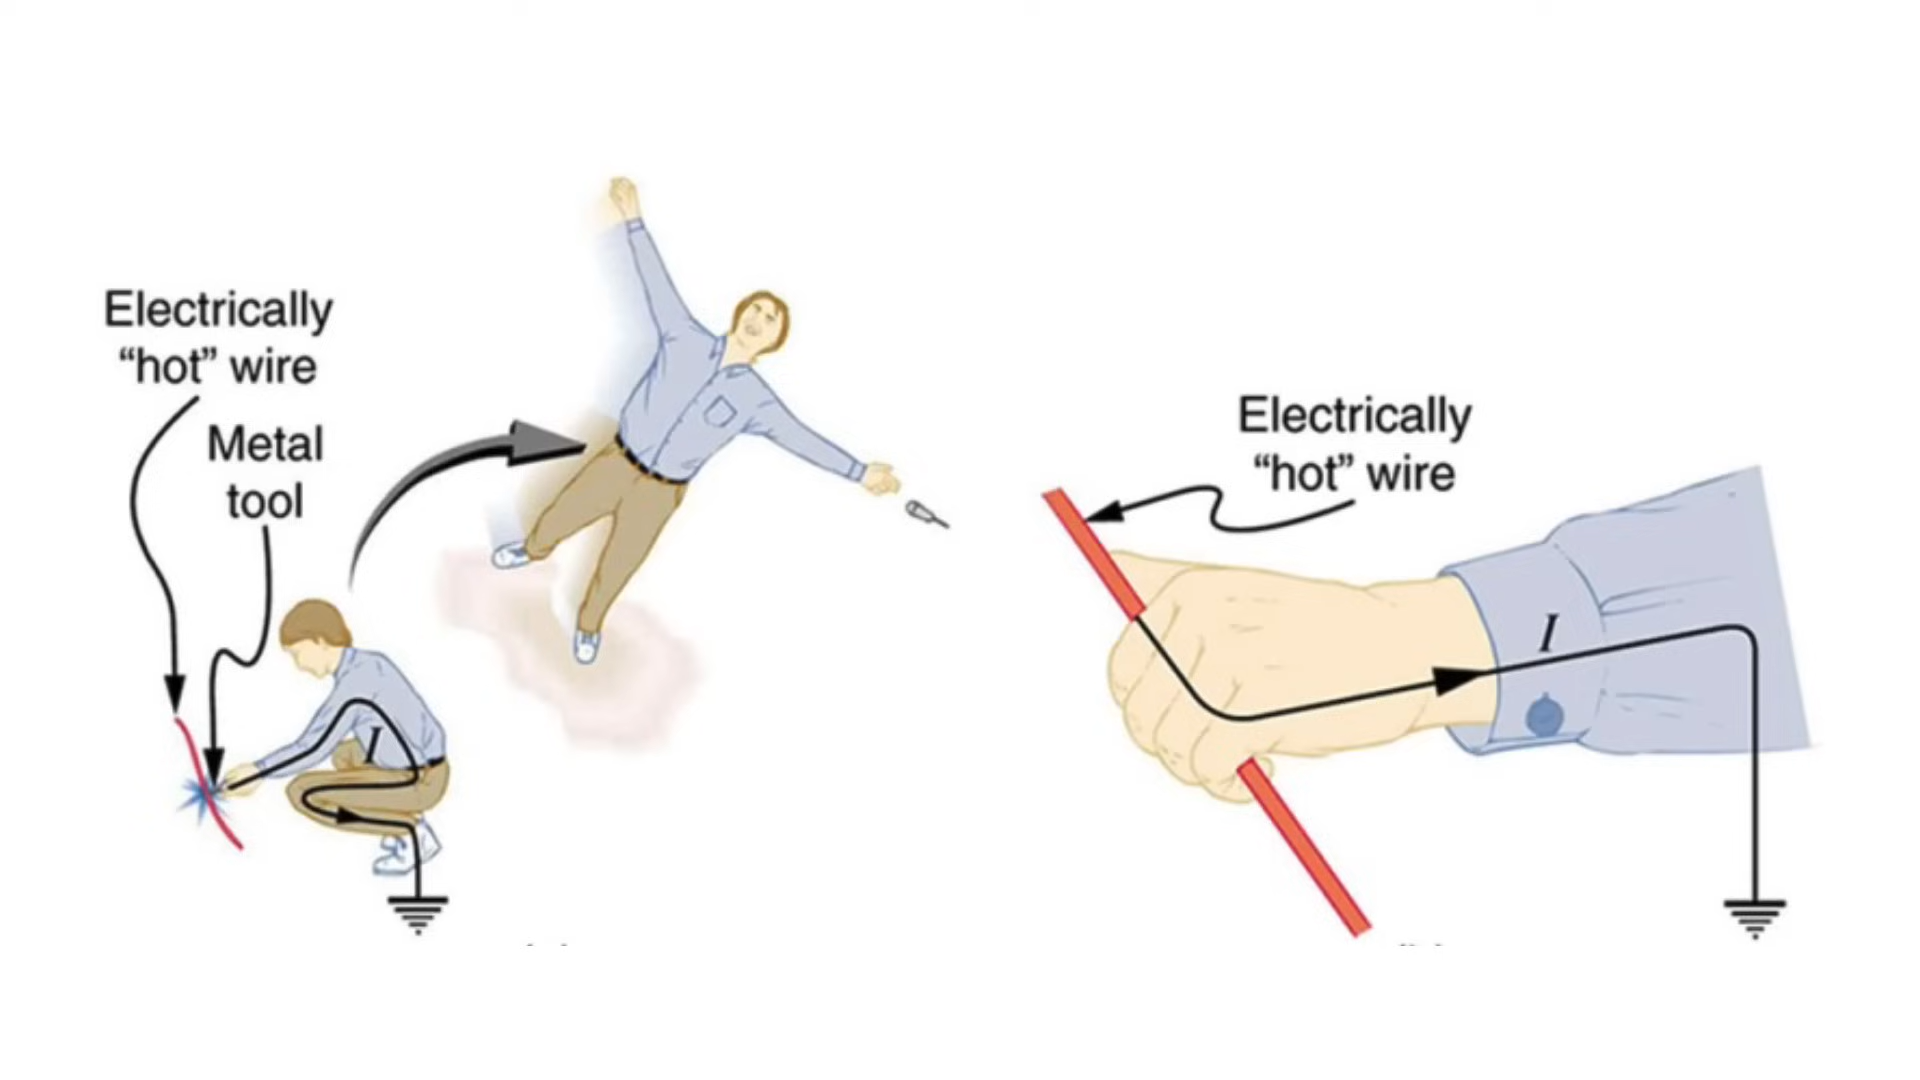 Electrically
“hot” wire
Metal
tool
I
Electrically
“hot” wire
I